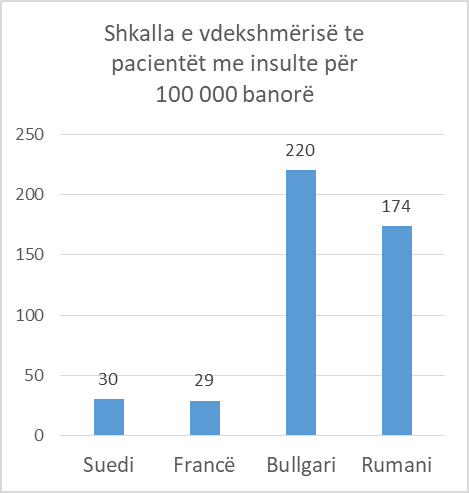 Shkalla e vdekshmërisë te
pacientët me insulte për
100 000 banorë
250
200
150
100
50
0
30
29
220
174
Suedi
Francë
Bullgari
Rumani